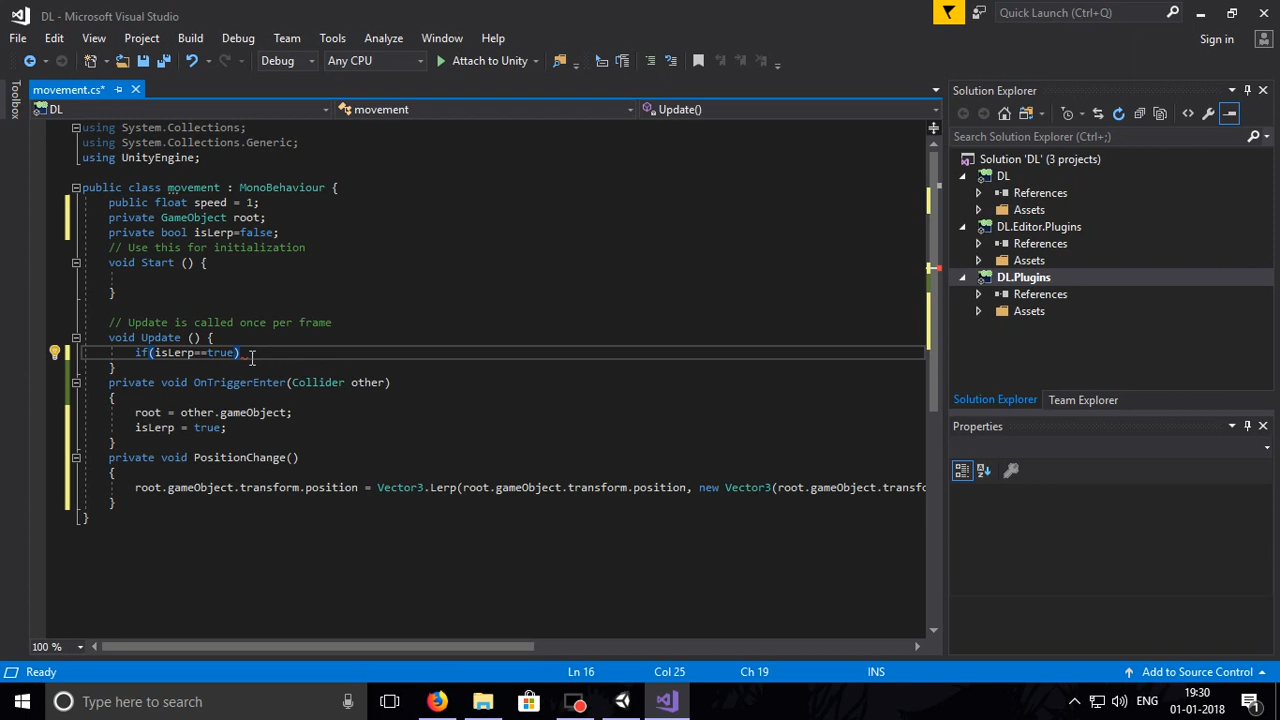 DL - Microsoft Visual Studio
Quick Launch (Ctrl+Q)
File Edit View Project Build Debug Team Tools Analyze Window Help
Sign in
Debug Any CPU Attach to Unity
Toolbox
movement.cs*
DL movement Update()
using System.Collections;
using System.Collections.Generic;
using UnityEngine;
public class movement : MonoBehaviour {
public float speed = 1;
private GameObject root;
private bool isLerp=false;
// Use this for initialization
void Start () {
}
// Update is called once per frame
void Update () {
if(isLerp==true)
}
private void OnTriggerEnter(Collider other)
{
root = other.gameObject;
isLerp = true;
}
private void PositionChange()
{
root.gameObject.transform.position = Vector3.Lerp(root.gameObject.transform.position, new Vector3(root.gameObject.transfo
}
}
100 %
Solution Explorer
Search Solution Explorer (Ctrl+;)
Solution 'DL' (3 projects)
DL
References
Assets
DL.Editor.Plugins
References
Assets
DL.Plugins
References
Assets
Solution Explorer Team Explorer
Properties
Ready Ln 16 Col 25 Ch 19 INS Add to Source Control
Type here to search
ENG
19:30
01-01-2018
1